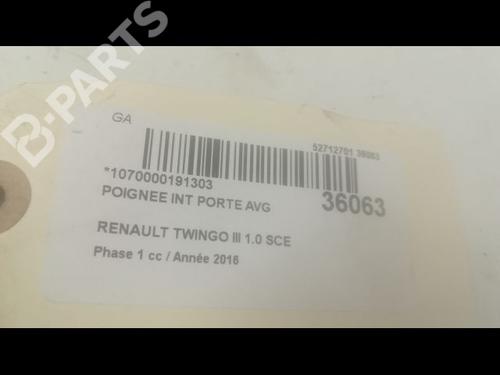 B-PARTS
GA
52712701 36063
*1070000191303
POIGNEE INT PORTE AVG
36063
RENAULT TWINGO III 1.0 SCE
Phase 1 cc / Année 2016